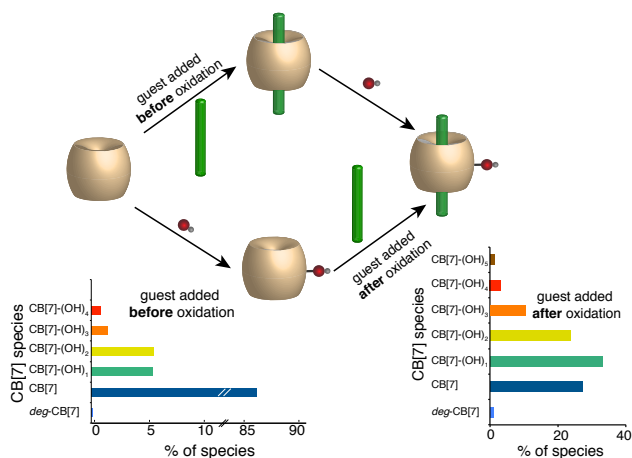 guest added
before oxidation
guest added
after oxidation
guest added
before oxidation
CB[7] species
CB[7]-(OH)₄
CB[7]-(OH)₃
CB[7]-(OH)₂
CB[7]-(OH)₁
CB[7]
deg-CB[7]
0 5 10 85 90
% of species
guest added
after oxidation
CB[7] species
CB[7]-(OH)₅
CB[7]-(OH)₄
CB[7]-(OH)₃
CB[7]-(OH)₂
CB[7]-(OH)₁
CB[7]
deg-CB[7]
0 20 40
% of species